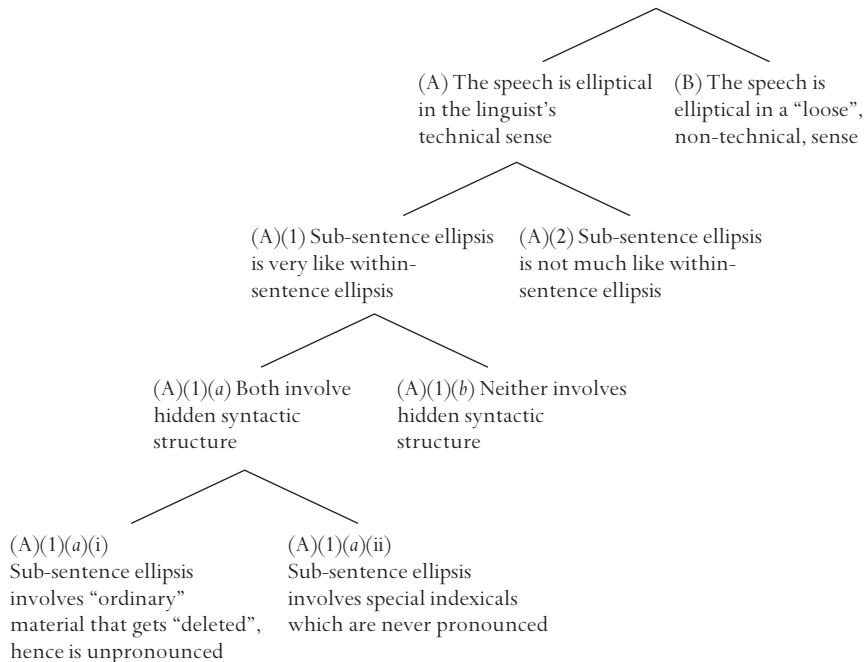 (A) The speech is elliptical
in the linguist's
technical sense
(B) The speech is
elliptical in a “loose”,
non-technical, sense
(A)(1) Sub-sentence ellipsis
is very like within-
sentence ellipsis
(A)(2) Sub-sentence ellipsis
is not much like within-
sentence ellipsis
(A)(1)(a) Both involve
hidden syntactic
structure
(A)(1)(b) Neither involves
hidden syntactic
structure
(A)(1)(a)(i)
Sub-sentence ellipsis
involves “ordinary”
material that gets “deleted”,
hence is unpronounced
(A)(1)(a)(ii)
Sub-sentence ellipsis
involves special indexicals
which are never pronounced